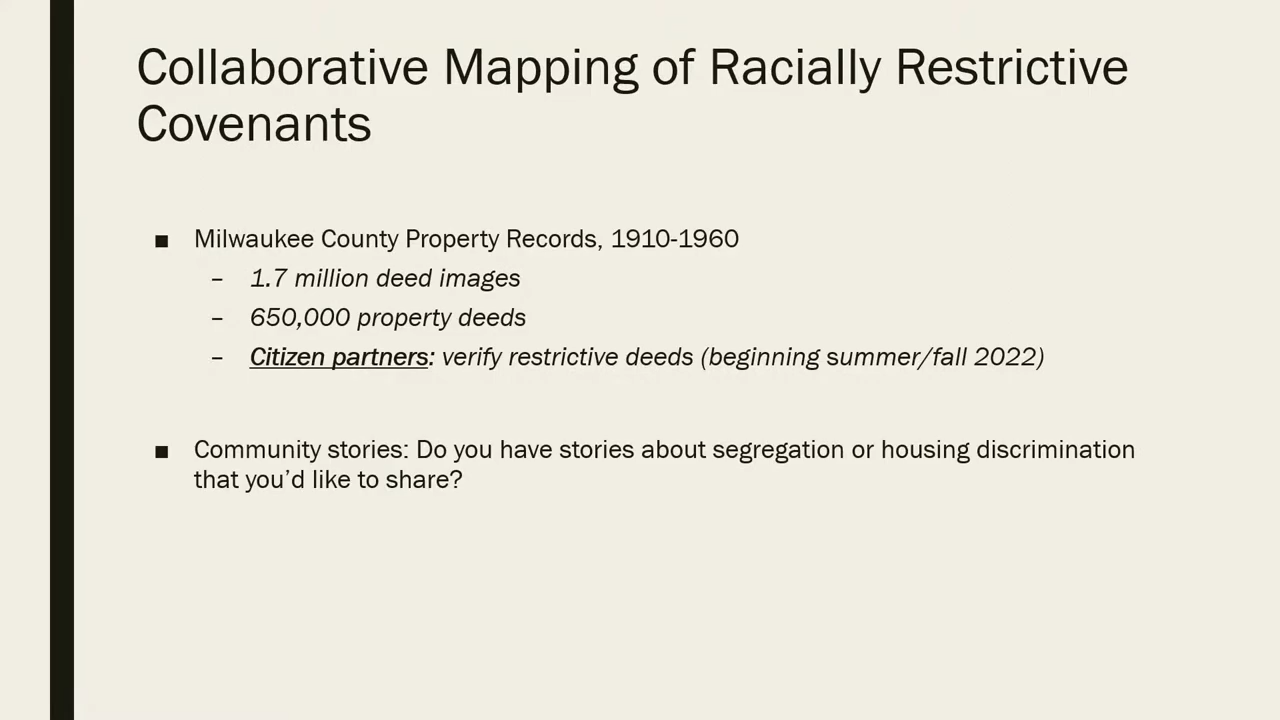 Collaborative Mapping of Racially Restrictive
Covenants
■ Milwaukee County Property Records, 1910-1960
– 1.7 million deed images
– 650,000 property deeds
– Citizen partners: verify restrictive deeds (beginning summer/fall 2022)
■ Community stories: Do you have stories about segregation or housing discrimination
that you’d like to share?